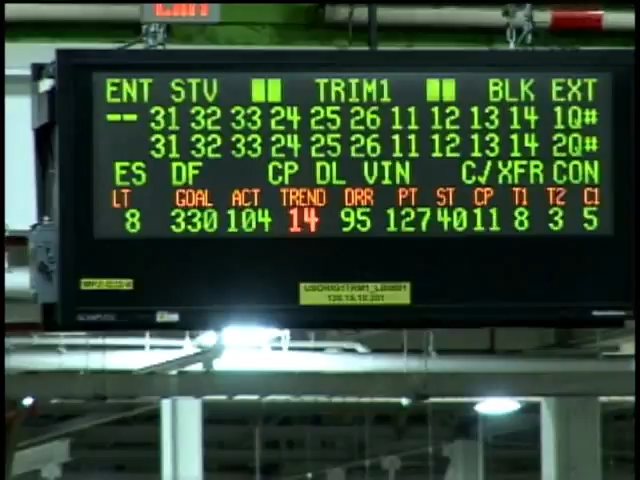 ENT STV TRIM1 BLK EXT
-- 31 32 33 24 25 26 11 12 13 14 1Q#
31 32 33 24 25 26 11 12 13 14 2Q#
ES DF CP DL VIN C/XFR CON
LT GOAL ACT TREND DRR PT ST CP T1 T2 C1
8 330 104 14 95 127 40 11 8 3 5